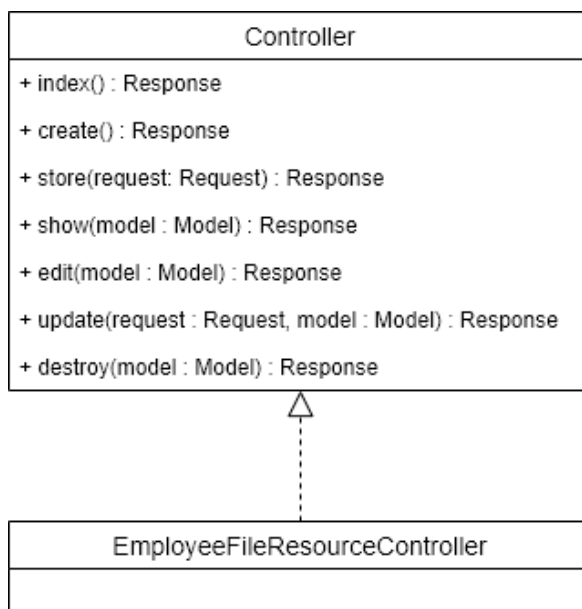 Controller
+ index() : Response
+ create() : Response
+ store(request: Request) : Response
+ show(model : Model) : Response
+ edit(model : Model) : Response
+ update(request : Request, model : Model) : Response
+ destroy(model : Model) : Response
EmployeeFileResourceController